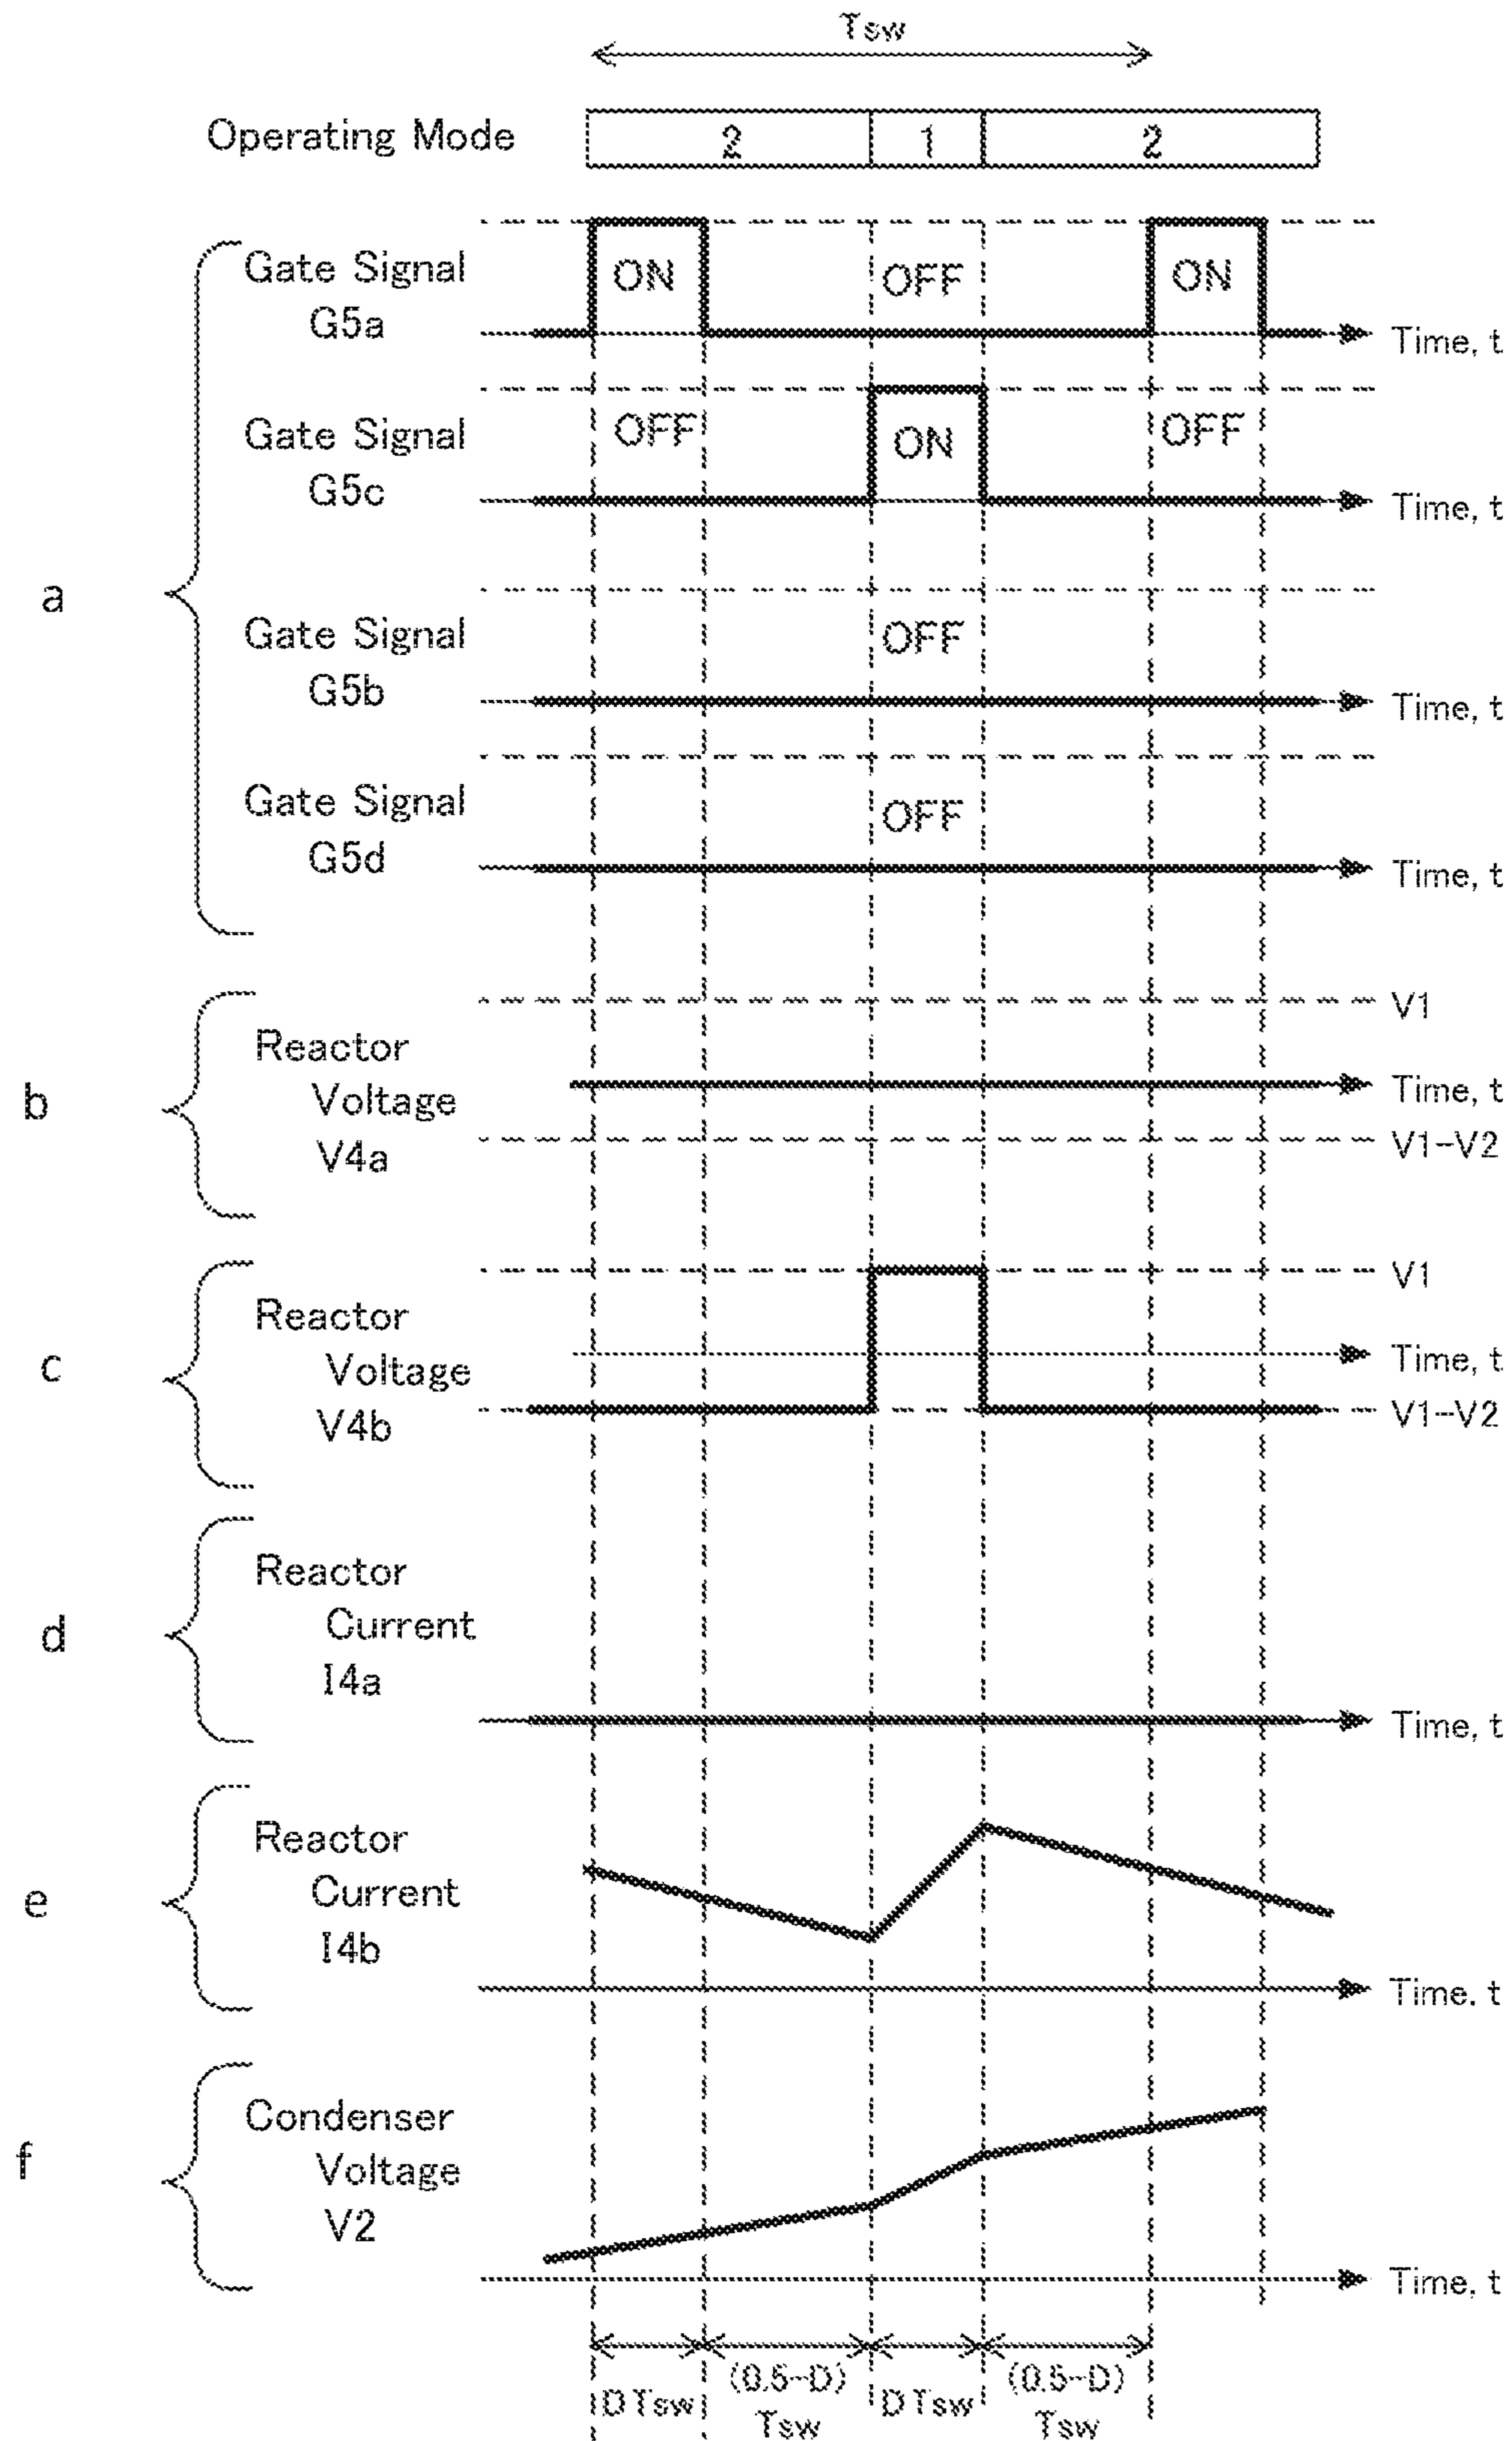 Tsw
Operating Mode 2 1 2
Gate Signal
G5a
ON OFF ON
Time, t
Gate Signal
G5c
OFF ON OFF
Time, t
a
Gate Signal
G5b
OFF
Time, t
Gate Signal
G5d
OFF
Time, t
b
Reactor
Voltage
V4a
V1
Time, t
V1-V2
c
Reactor
Voltage
V4b
V1
Time, t
V1-V2
d
Reactor
Current
I4a
Time, t
e
Reactor
Current
I4b
Time. t
f
Condenser
Voltage
V2
Time, t
DTsw
(0.5-D)
Tsw
DTsw
(0.5-D)
Tsw